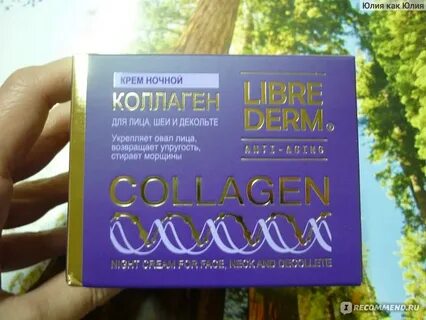 Юлия как Юлия
КРЕМ НОЧНОЙ
КОЛЛАГЕН
ДЛЯ ЛИЦА, ШЕИ И ДЕКОЛЬТЕ
Укрепляет овал лица,
возвращает упругость,
стирает морщины
LIBRE
DERM®
ANTI-AGING
COLLAGEN
NIGHT CREAM FOR FACE, NECK AND DECOLLETE
IRECOMMEND.RU